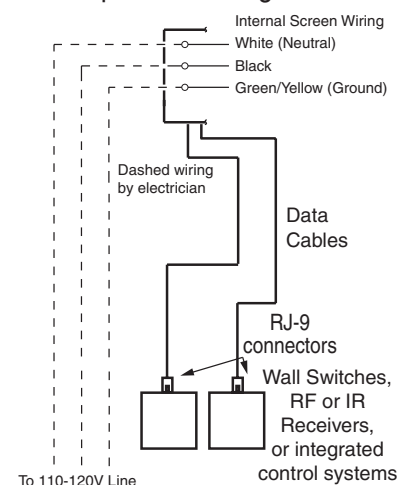 Internal Screen Wiring
White (Neutral)
Black
Green/Yellow (Ground)
Dashed wiring
by electrician
Data
Cables
RJ-9
connectors
Wall Switches,
RF or IR
Receivers,
or integrated
control systems
To 110-120V Line